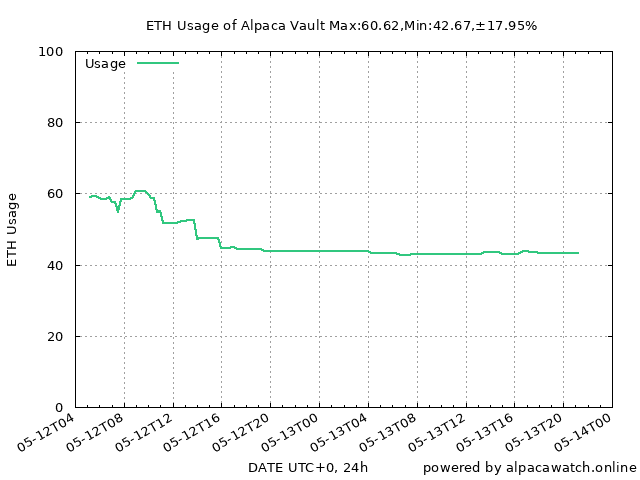 ETH Usage of Alpaca Vault Max:60.62,Min:42.67,±17.95%
Usage
100
80
60
40
20
0
ETH Usage
05-12T04
05-12T08
05-12T12
05-12T16
05-12T20
05-13T00
05-13T04
05-13T08
05-13T12
05-13T16
05-13T20
05-14T00
DATE UTC+0, 24h
powered by alpacawatch.online